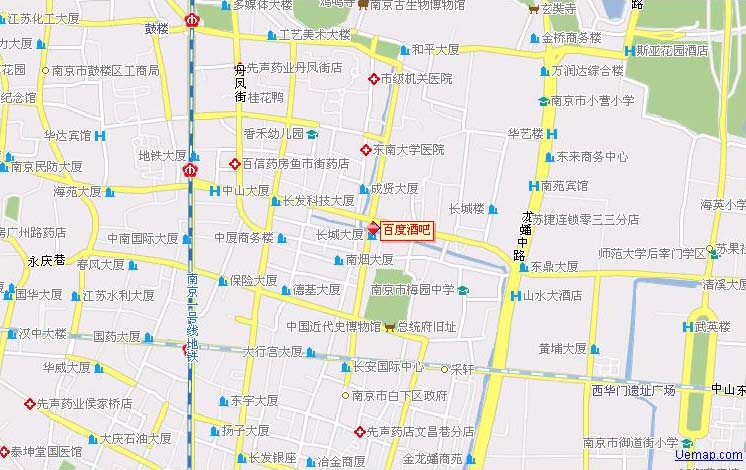 多媒体大楼
鸡鸣寺
南京古生物博物馆
玄奘寺
江苏化工大厦
鼓楼
工艺美术大楼
金桥商务楼
和平大厦
斯亚花园酒店
南京市鼓楼区工商局
先声药业丹凤街店
丹凤街
市级机关医院
万润达综合楼
桂花鸭
南京市小营小学
香禾幼儿园
华达宾馆
华艺楼
地铁大厦
东南大学医院
百信药房鱼市街药店
东来商务中心
南京民防大厦
海苑大厦
中山大厦
成贤大厦
南苑宾馆
长发科技大厦
长城楼
海英小学
苏捷连锁零三三分店
龙蟠中路
百度酒吧
房广州路药店
中南国际大厦
中厦商务楼
长城大厦
师范大学后宰门学区
苏果
永庆巷
春风大厦
南烟大厦
东鼎大厦
保险大厦
渚溪大厦
国华大厦
江苏水利大厦
德基大厦
南京市梅园中学
山水大酒店
南京一号线地铁
中国近代史博物馆
总统府旧址
武英楼
汉中大楼
国药大厦
大行宫大厦
黄埔大厦
华威大厦
长安国际中心
采轩
南京市白下区政府
西华门遗址广场
中山东
先声药业侯家桥店
东宇大厦
扬子大厦
先声药店文昌巷分店
大庆石油大厦
南京市御道街小学
泰坤堂国医馆
长发银座
冶金商厦
金龙蟠商苑
Uemap.com